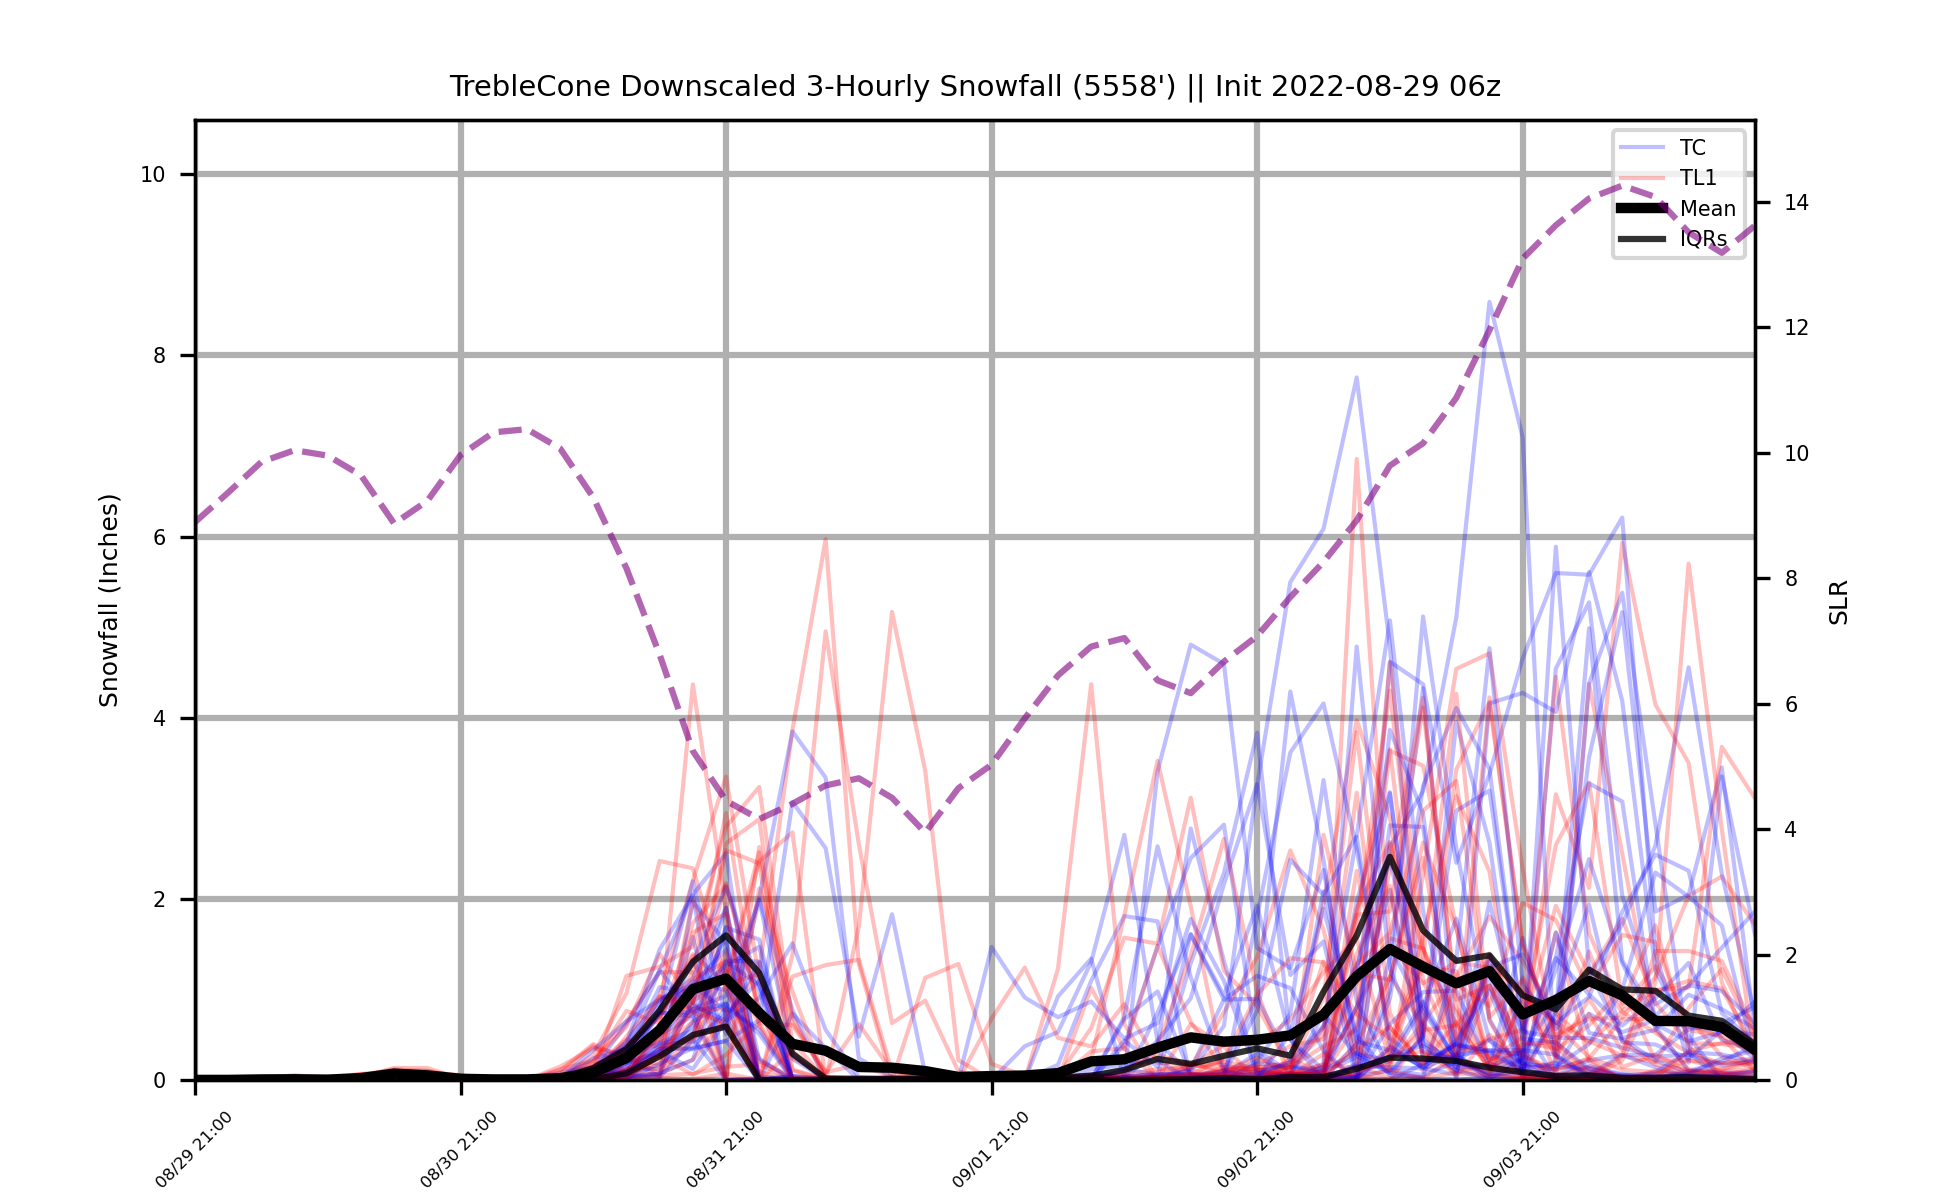 TrebleCone Downscaled 3-Hourly Snowfall (5558') || Init 2022-08-29 06z
TC
TL1
Mean
IQRs
Snowfall (Inches)
10
8
6
4
2
0
SLR
14
12
10
8
6
4
2
0
08/29 21:00
08/30 21:00
08/31 21:00
09/01 21:00
09/02 21:00
09/03 21:00